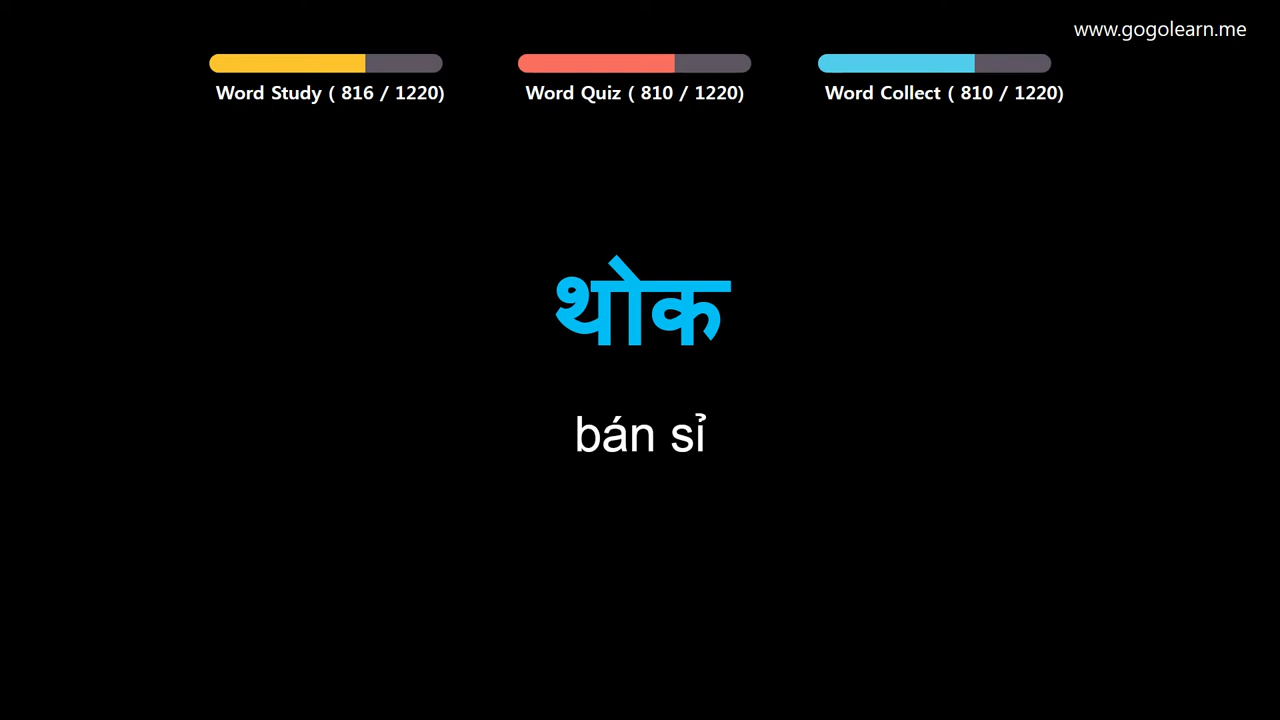 www.gogolearn.me
Word Study ( 816 / 1220)
Word Quiz ( 810 / 1220)
Word Collect ( 810 / 1220)
थोक
bán sỉ